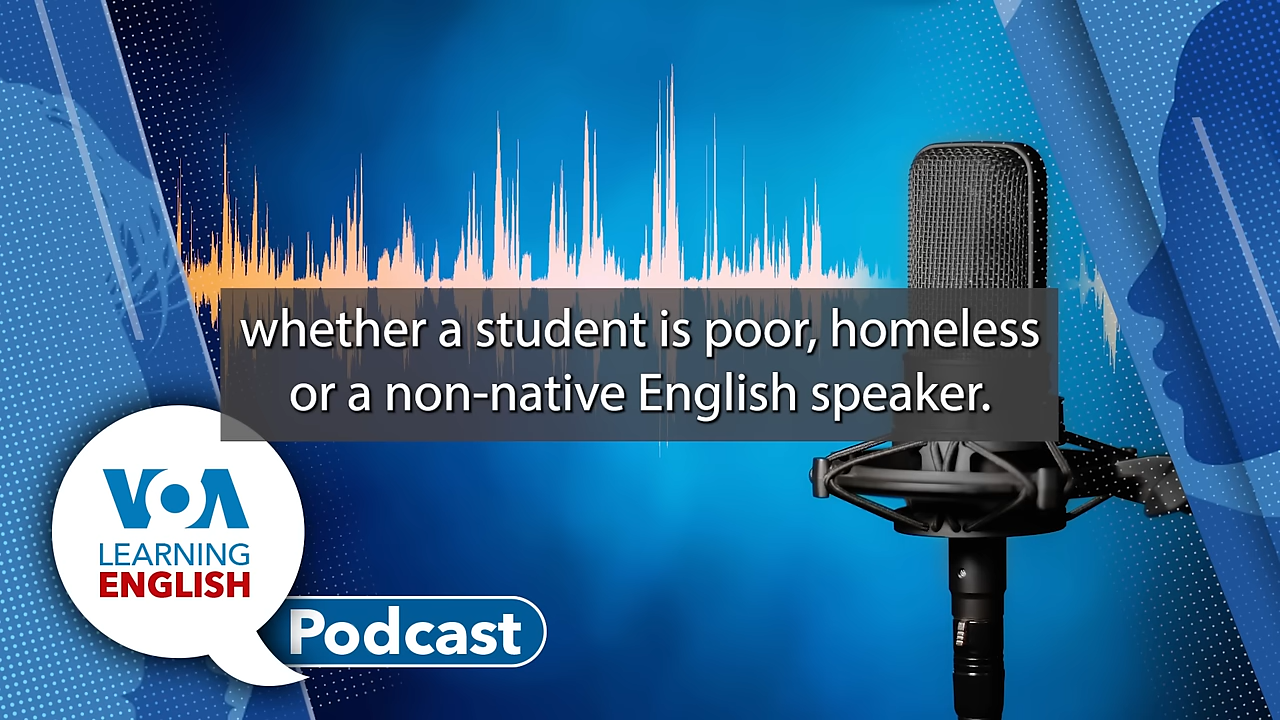 whether a student is poor, homeless
or a non-native English speaker.
VOA
LEARNING
ENGLISH
Podcast